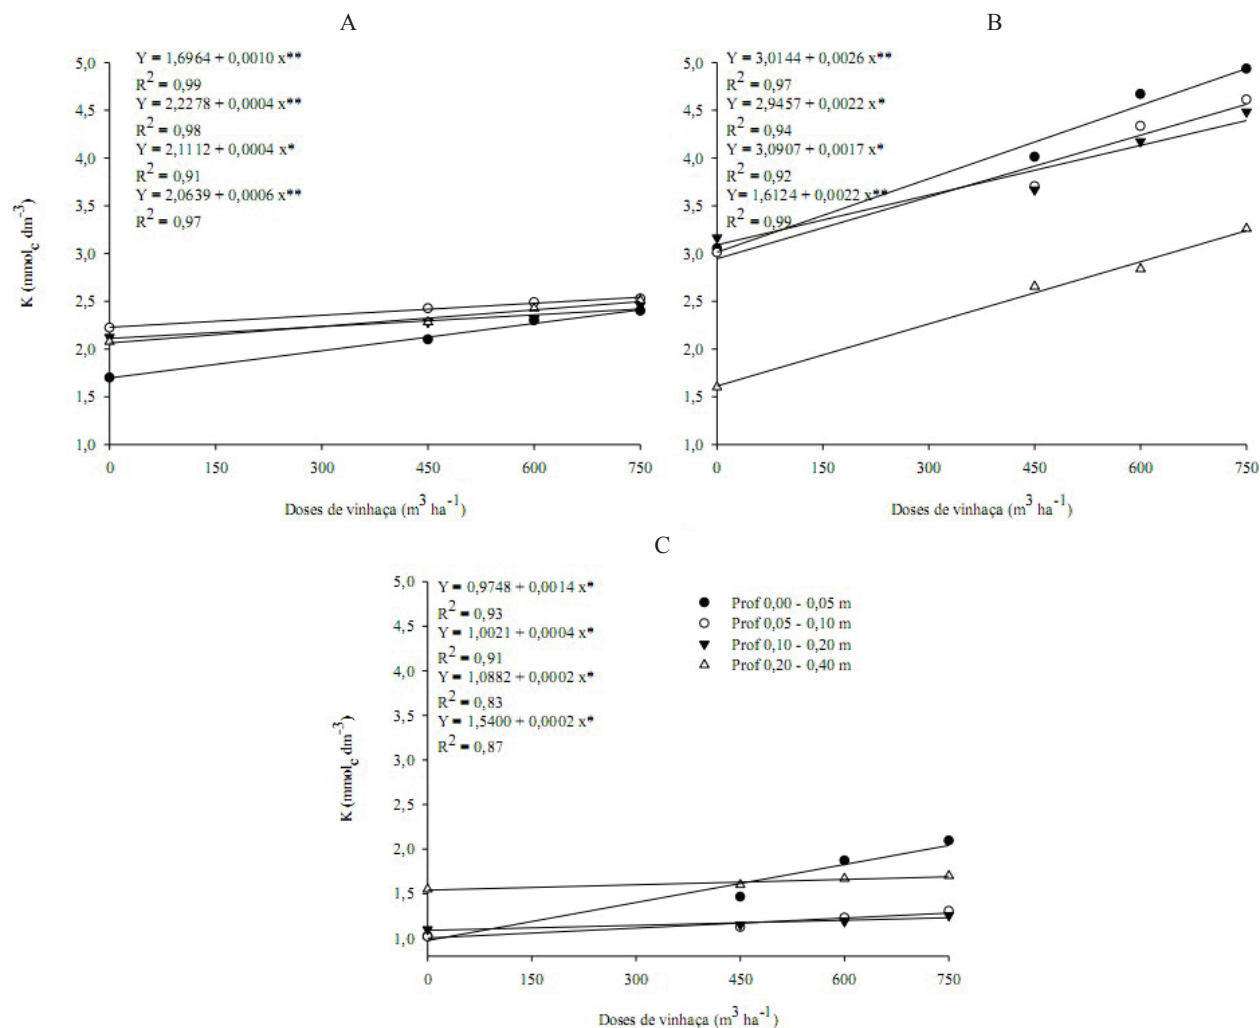 A
Y = 1,6964 + 0,0010 x**
R2 = 0,99
Y = 2,2278 + 0,0004 x**
R2 = 0,98
Y = 2,1112 + 0,0004 x*
R2 = 0,91
Y = 2,0639 + 0,0006 x**
R2 = 0,97
5,0
4,5
4,0
3,5
3,0
2,5
2,0
1,5
1,0
K (mmolc dm-3)
0 150 300 450 600 750
Doses de vinhaça (m3 ha-1)
B
Y = 3,0144 + 0,0026 x**
R2 = 0,97
Y = 2,9457 + 0,0022 x*
R2 = 0,94
Y = 3,0907 + 0,0017 x*
R2 = 0,92
Y = 1,6124 + 0,0022 x**
R2 = 0,99
5,0
4,5
4,0
3,5
3,0
2,5
2,0
1,5
1,0
0 150 300 450 600 750
Doses de vinhaça (m3 ha-1)
C
Y = 0,9748 + 0,0014 x*
R2 = 0,93
Y = 1,0021 + 0,0004 x*
R2 = 0,91
Y = 1,0882 + 0,0002 x*
R2 = 0,83
Y = 1,5400 + 0,0002 x*
R2 = 0,87
5,0
4,5
4,0
3,5
3,0
2,5
2,0
1,5
1,0
K (mmolc dm-3)
0 150 300 450 600 750
Doses de vinhaça (m3 ha-1)
Prof 0,00 - 0,05 m
Prof 0,05 - 0,10 m
Prof 0,10 - 0,20 m
Prof 0,20 - 0,40 m